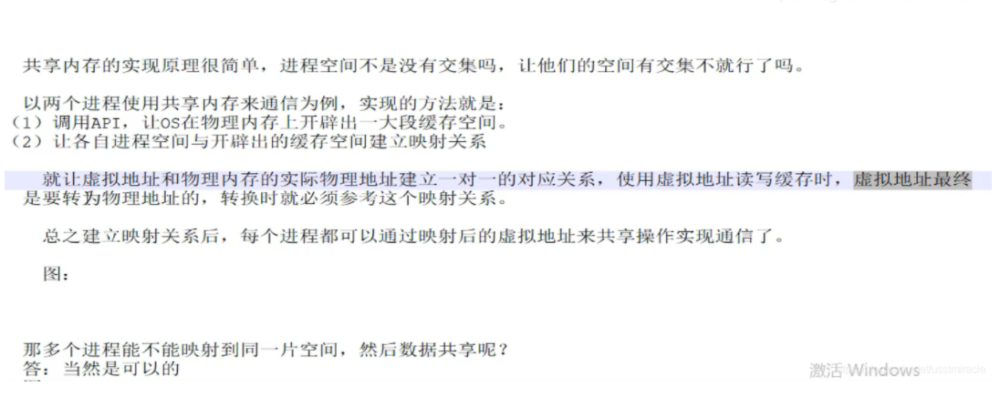 共享内存的实现原理很简单，进程空间不是没有交集吗，让他们的空间有交集不就行了吗。
以两个进程使用共享内存来通信为例，实现的方法就是：
（1）调用API，让OS在物理内存上开辟出一大段缓存空间。
（2）让各自进程空间与开辟出的缓存空间建立映射关系
就让虚拟地址和物理内存的实际物理地址建立一对一的对应关系，使用虚拟地址读写缓存时，虚拟地址最终
是要转为物理地址的，转换时就必须参考这个映射关系。
总之建立映射关系后，每个进程都可以通过映射后的虚拟地址来共享操作实现通信了。
图：
那多个进程能不能映射到同一片空间，然后数据共享呢？
答：当然是可以的
激活 Windows